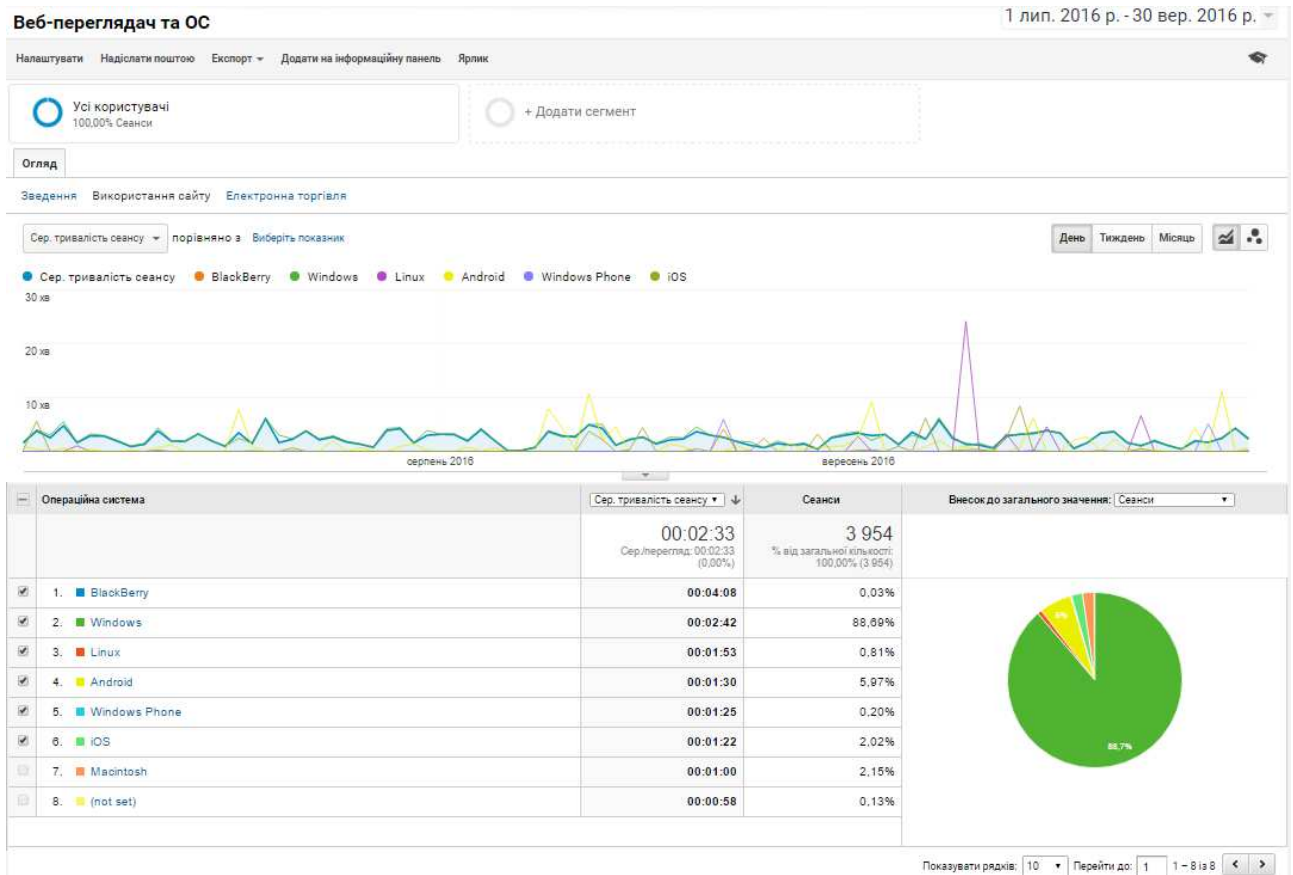 Веб-переглядач та ОС
1 лип. 2016 р. - 30 вер. 2016 р.
Налаштувати Надіслати поштою Експорт Додати на інформаційну панель Ярлик
Усі користувачі
100,00% Сеанси
+ Додати сегмент
Огляд
Зведення Використання сайту Електронна торгівля
Сер. тривалість сеансу порівняно з Виберіть показник
День Тиждень Місяць
Сер. тривалість сеансу BlackBerry Windows Linux Android Windows Phone iOS
30 хв
20 хв
10 хв
серпень 2016 вересень 2016
Операційна система Сер. тривалість сеансу Сеанси Внесок до загального значення: Сеанси
00:02:33 3 954
Сер./перегляд: 00:02:33 % від загальної кількості:
(0,00%) 100,00% (3 954)
1. BlackBerry 00:04:08 0,03%
2. Windows 00:02:42 88,69%
3. Linux 00:01:53 0,81%
4. Android 00:01:30 5,97%
5. Windows Phone 00:01:25 0,20%
6. iOS 00:01:22 2,02%
7. Macintosh 00:01:00 2,15%
8. (not set) 00:00:58 0,13%
6%
88,7%
Показувати рядків: 10 Перейти до: 1 1 – 8 із 8